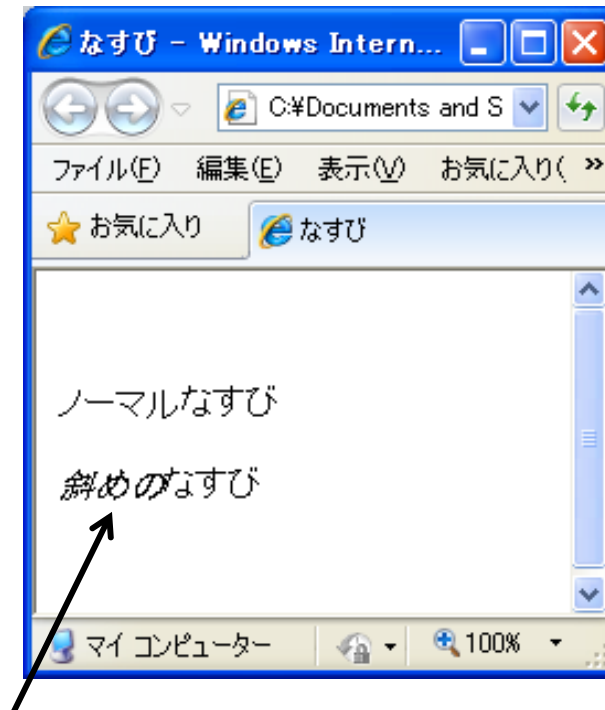 なすび - Windows Intern...
C:¥Documents and S
ファイル(F) 編集(E) 表示(V) お気に入り( »
お気に入り なすび
ノーマルなすび
斜めのなすび
マイ コンピューター 100%